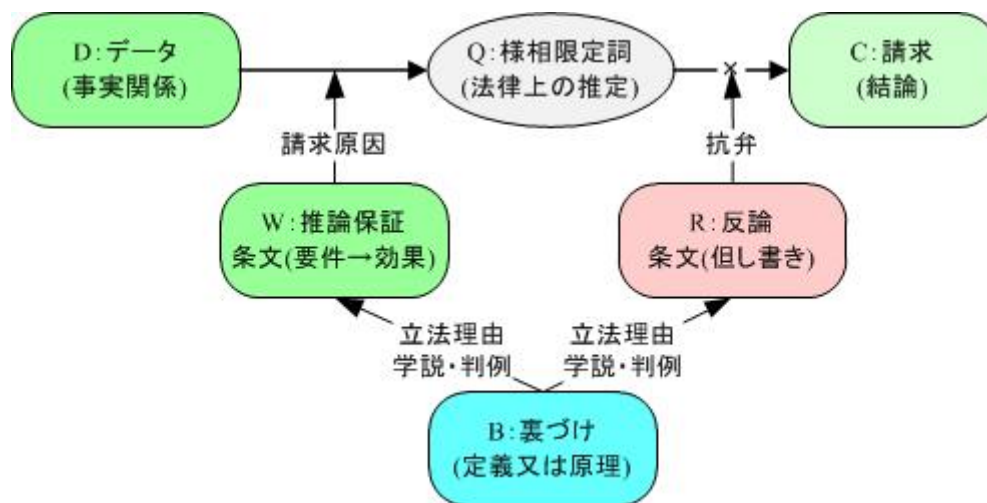 D:データ
(事実関係)
Q:様相限定詞
(法律上の推定)
×
C:請求
(結論)
請求原因
抗弁
W:推論保証
条文(要件→効果)
R:反論
条文(但し書き)
立法理由
学説・判例
立法理由
学説・判例
B:裏づけ
(定義又は原理)